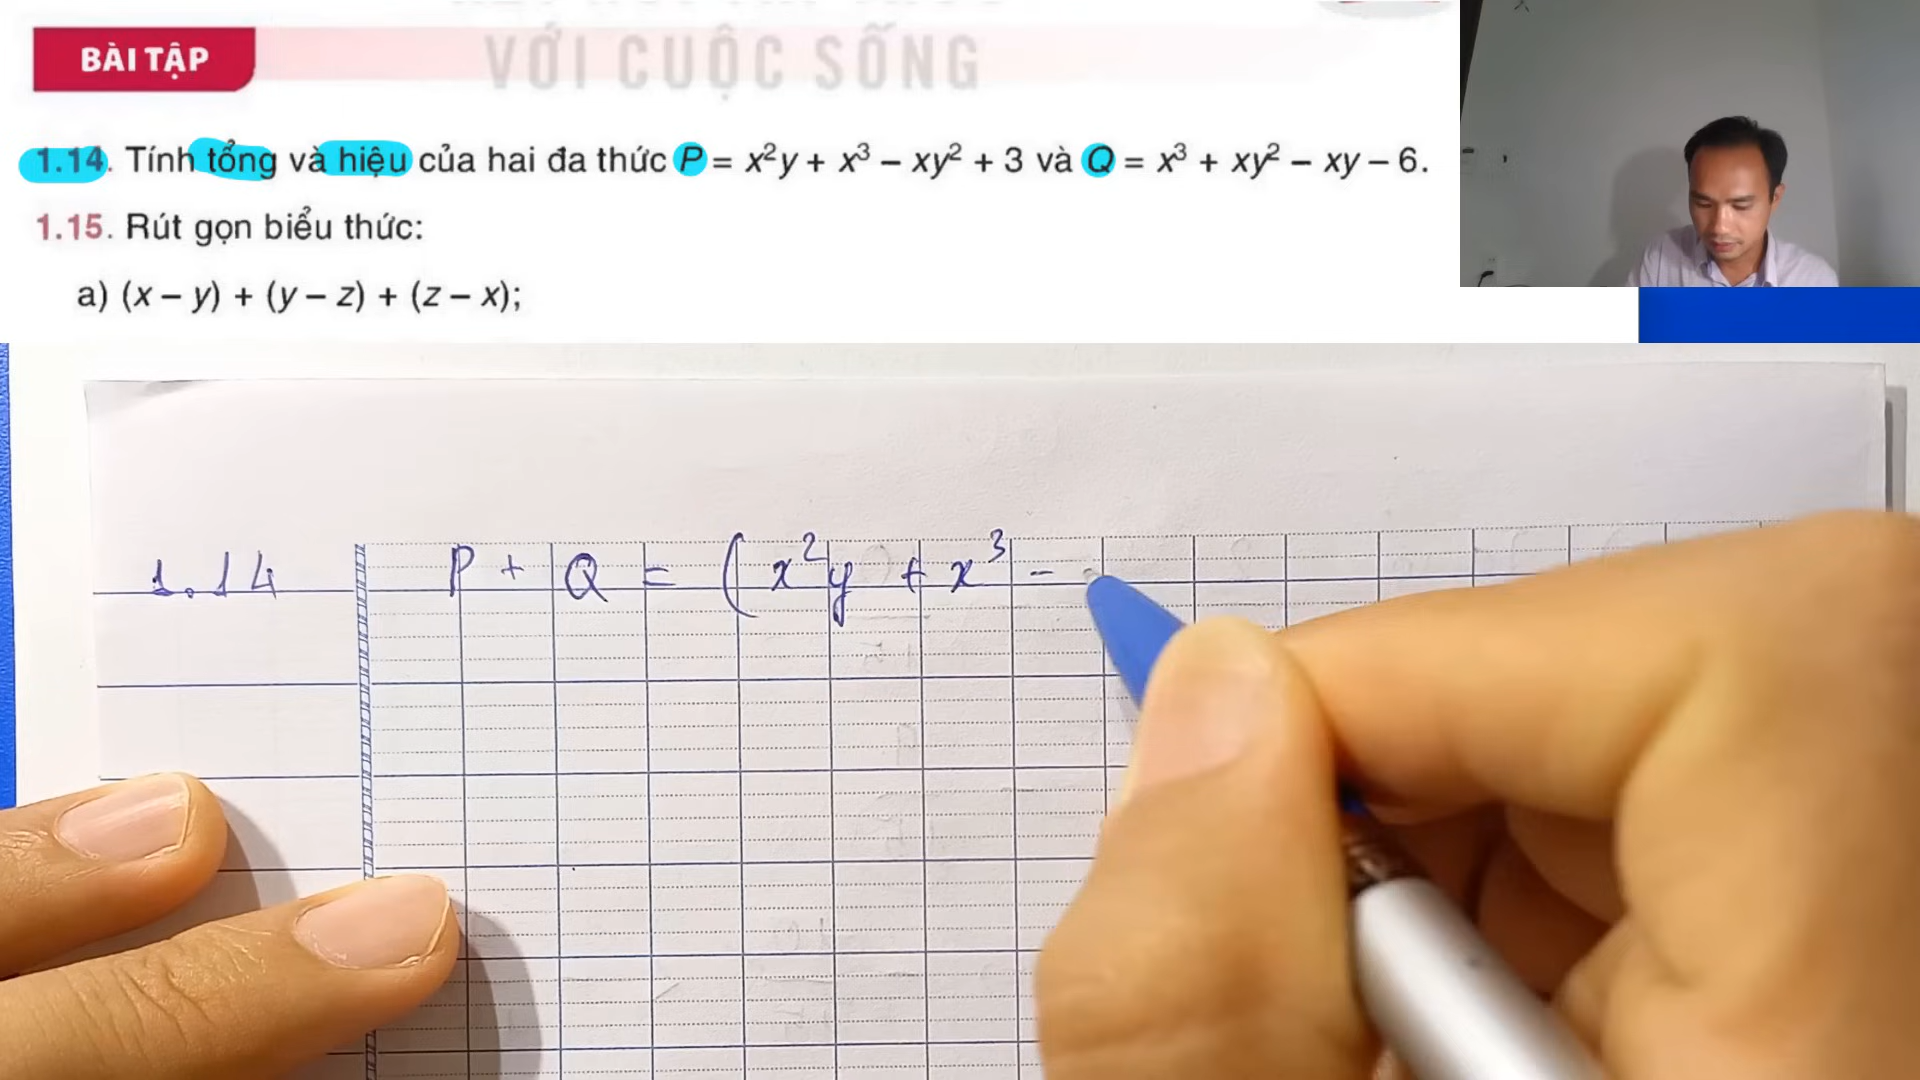 BÀI TẬP
VỚI CUỘC SỐNG
1.14. Tính tổng và hiệu của hai đa thức P = x²y + x³ – xy² + 3 và Q = x³ + xy² – xy – 6.
1.15. Rút gọn biểu thức:
a) (x – y) + (y – z) + (z – x);
1.14 P + Q = ( x²y + x³ -